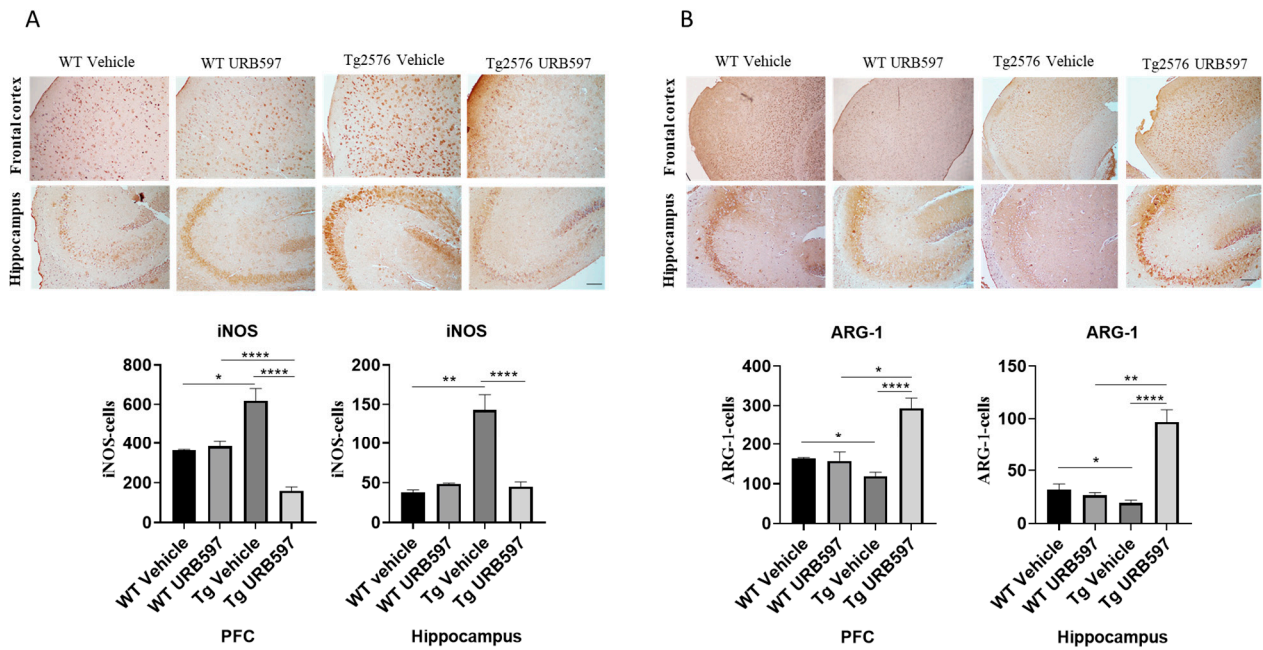 A
B
WT Vehicle
WT URB597
Tg2576 Vehicle
Tg2576 URB597
Frontal cortex
Hippocampus
WT Vehicle
WT URB597
Tg2576 Vehicle
Tg2576 URB597
Frontal cortex
Hippocampus
iNOS
iNOS-cells
800
600
400
200
0
*
****
****
WT Vehicle
WT URB597
Tg Vehicle
Tg URB597
PFC
iNOS
iNOS-cells
200
150
100
50
0
**
****
WT vehicle
WT URB597
Tg Vehicle
Tg URB597
Hippocampus
ARG-1
ARG-1-cells
400
300
200
100
0
*
*
****
WT Vehicle
WT URB597
Tg Vehicle
Tg URB597
PFC
ARG-1
ARG-1-cells
150
100
50
0
*
**
****
WT Vehicle
WT URB597
Tg Vehicle
Tg URB597
Hippocampus